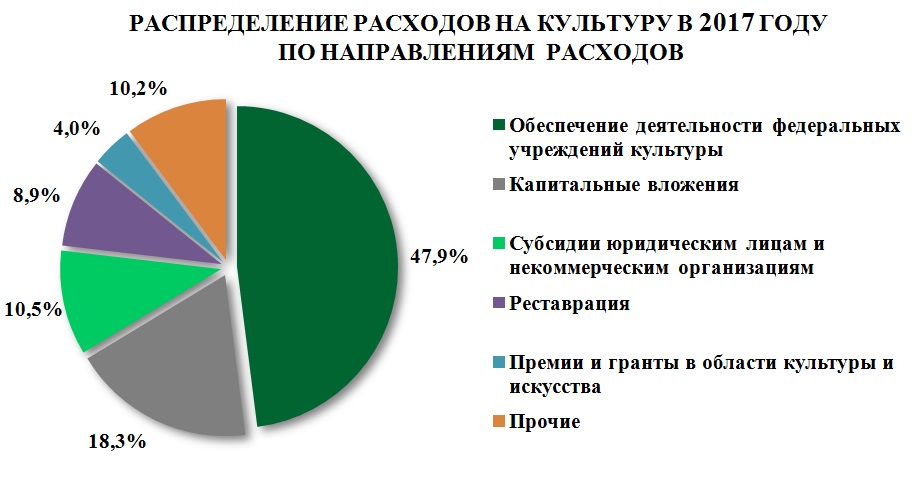 РАСПРЕДЕЛЕНИЕ РАСХОДОВ НА КУЛЬТУРУ В 2017 ГОДУ
ПО НАПРАВЛЕНИЯМ РАСХОДОВ
10,2%
4,0%
8,9%
10,5%
18,3%
47,9%
Обеспечение деятельности федеральных
учреждений культуры
Капитальные вложения
Субсидии юридическим лицам и
некоммерческим организациям
Реставрация
Премии и гранты в области культуры и
искусства
Прочие